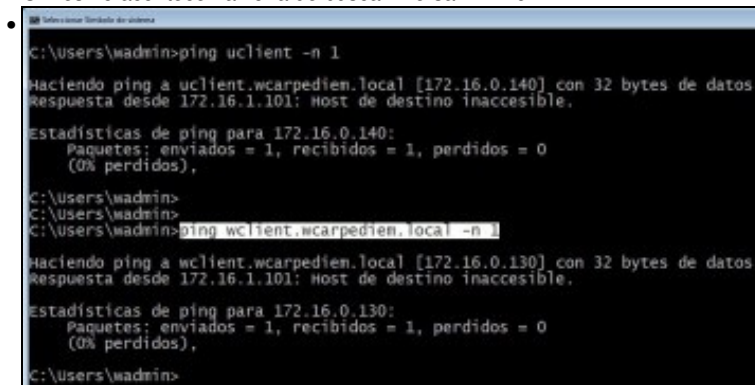 Seleccionar Símbolo de sistema
C:\Users\wadmin>ping uclient -n 1
Haciendo ping a uclient.wcarpediem.local [172.16.0.140] con 32 bytes de datos
Respuesta desde 172.16.1.101: Host de destino inaccesible.
Estadísticas de ping para 172.16.0.140:
Paquetes: enviados = 1, recibidos = 1, perdidos = 0
(0% perdidos),
C:\Users\wadmin>
C:\Users\wadmin>
C:\Users\wadmin>ping wclient.wcarpediem.local -n 1
Haciendo ping a wclient.wcarpediem.local [172.16.0.130] con 32 bytes de datos
Respuesta desde 172.16.1.101: Host de destino inaccesible.
Estadísticas de ping para 172.16.0.130:
Paquetes: enviados = 1, recibidos = 1, perdidos = 0
(0% perdidos),
C:\Users\wadmin>